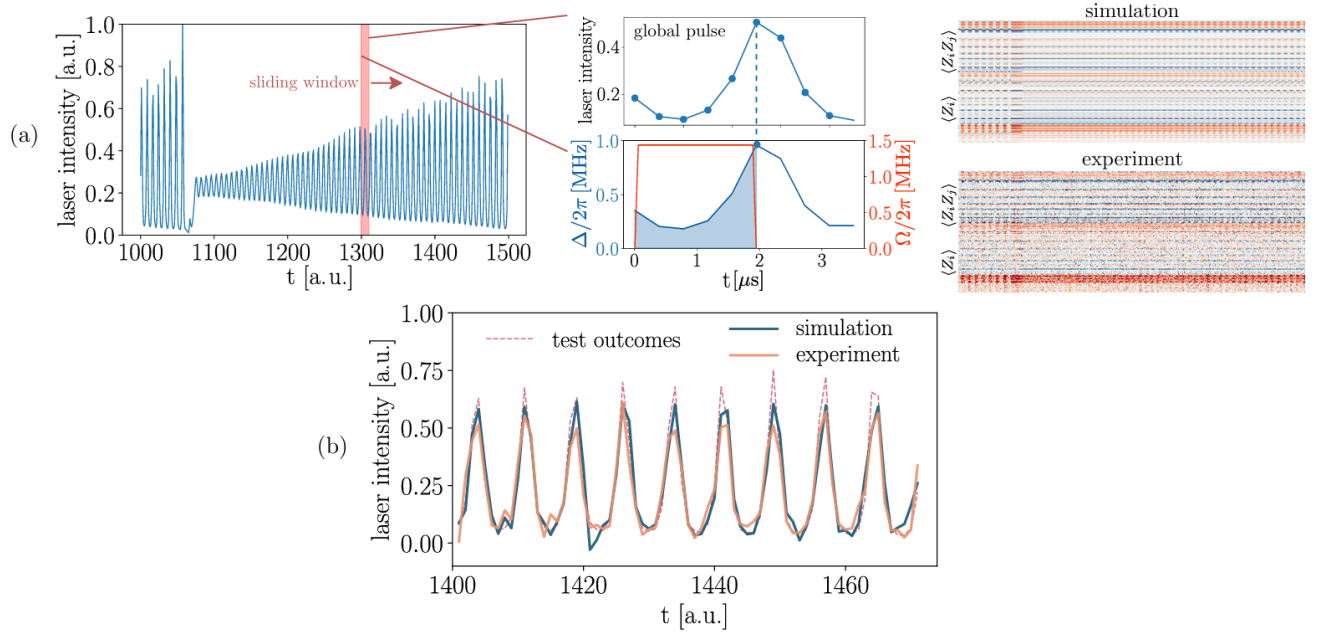 (a)
laser intensity [a.u.]
1.0
0.8
0.6
0.4
0.2
0.0
1000
1100
1200
1300
1400
1500
t [a.u.]
sliding window
global pulse
laser intensity
0.4
0.2
Δ/2π [MHz]
1.0
0.5
0.0
Ω/2π [MHz]
1.5
1.0
0.5
0.0
0
1
2
3
t[μs]
simulation
⟨Z_i Z_j⟩
⟨Z_i⟩
experiment
⟨Z_i Z_j⟩
⟨Z_i⟩
(b)
laser intensity [a.u.]
1.00
0.75
0.50
0.25
0.00
test outcomes
simulation
experiment
1400
1420
1440
1460
t [a.u.]